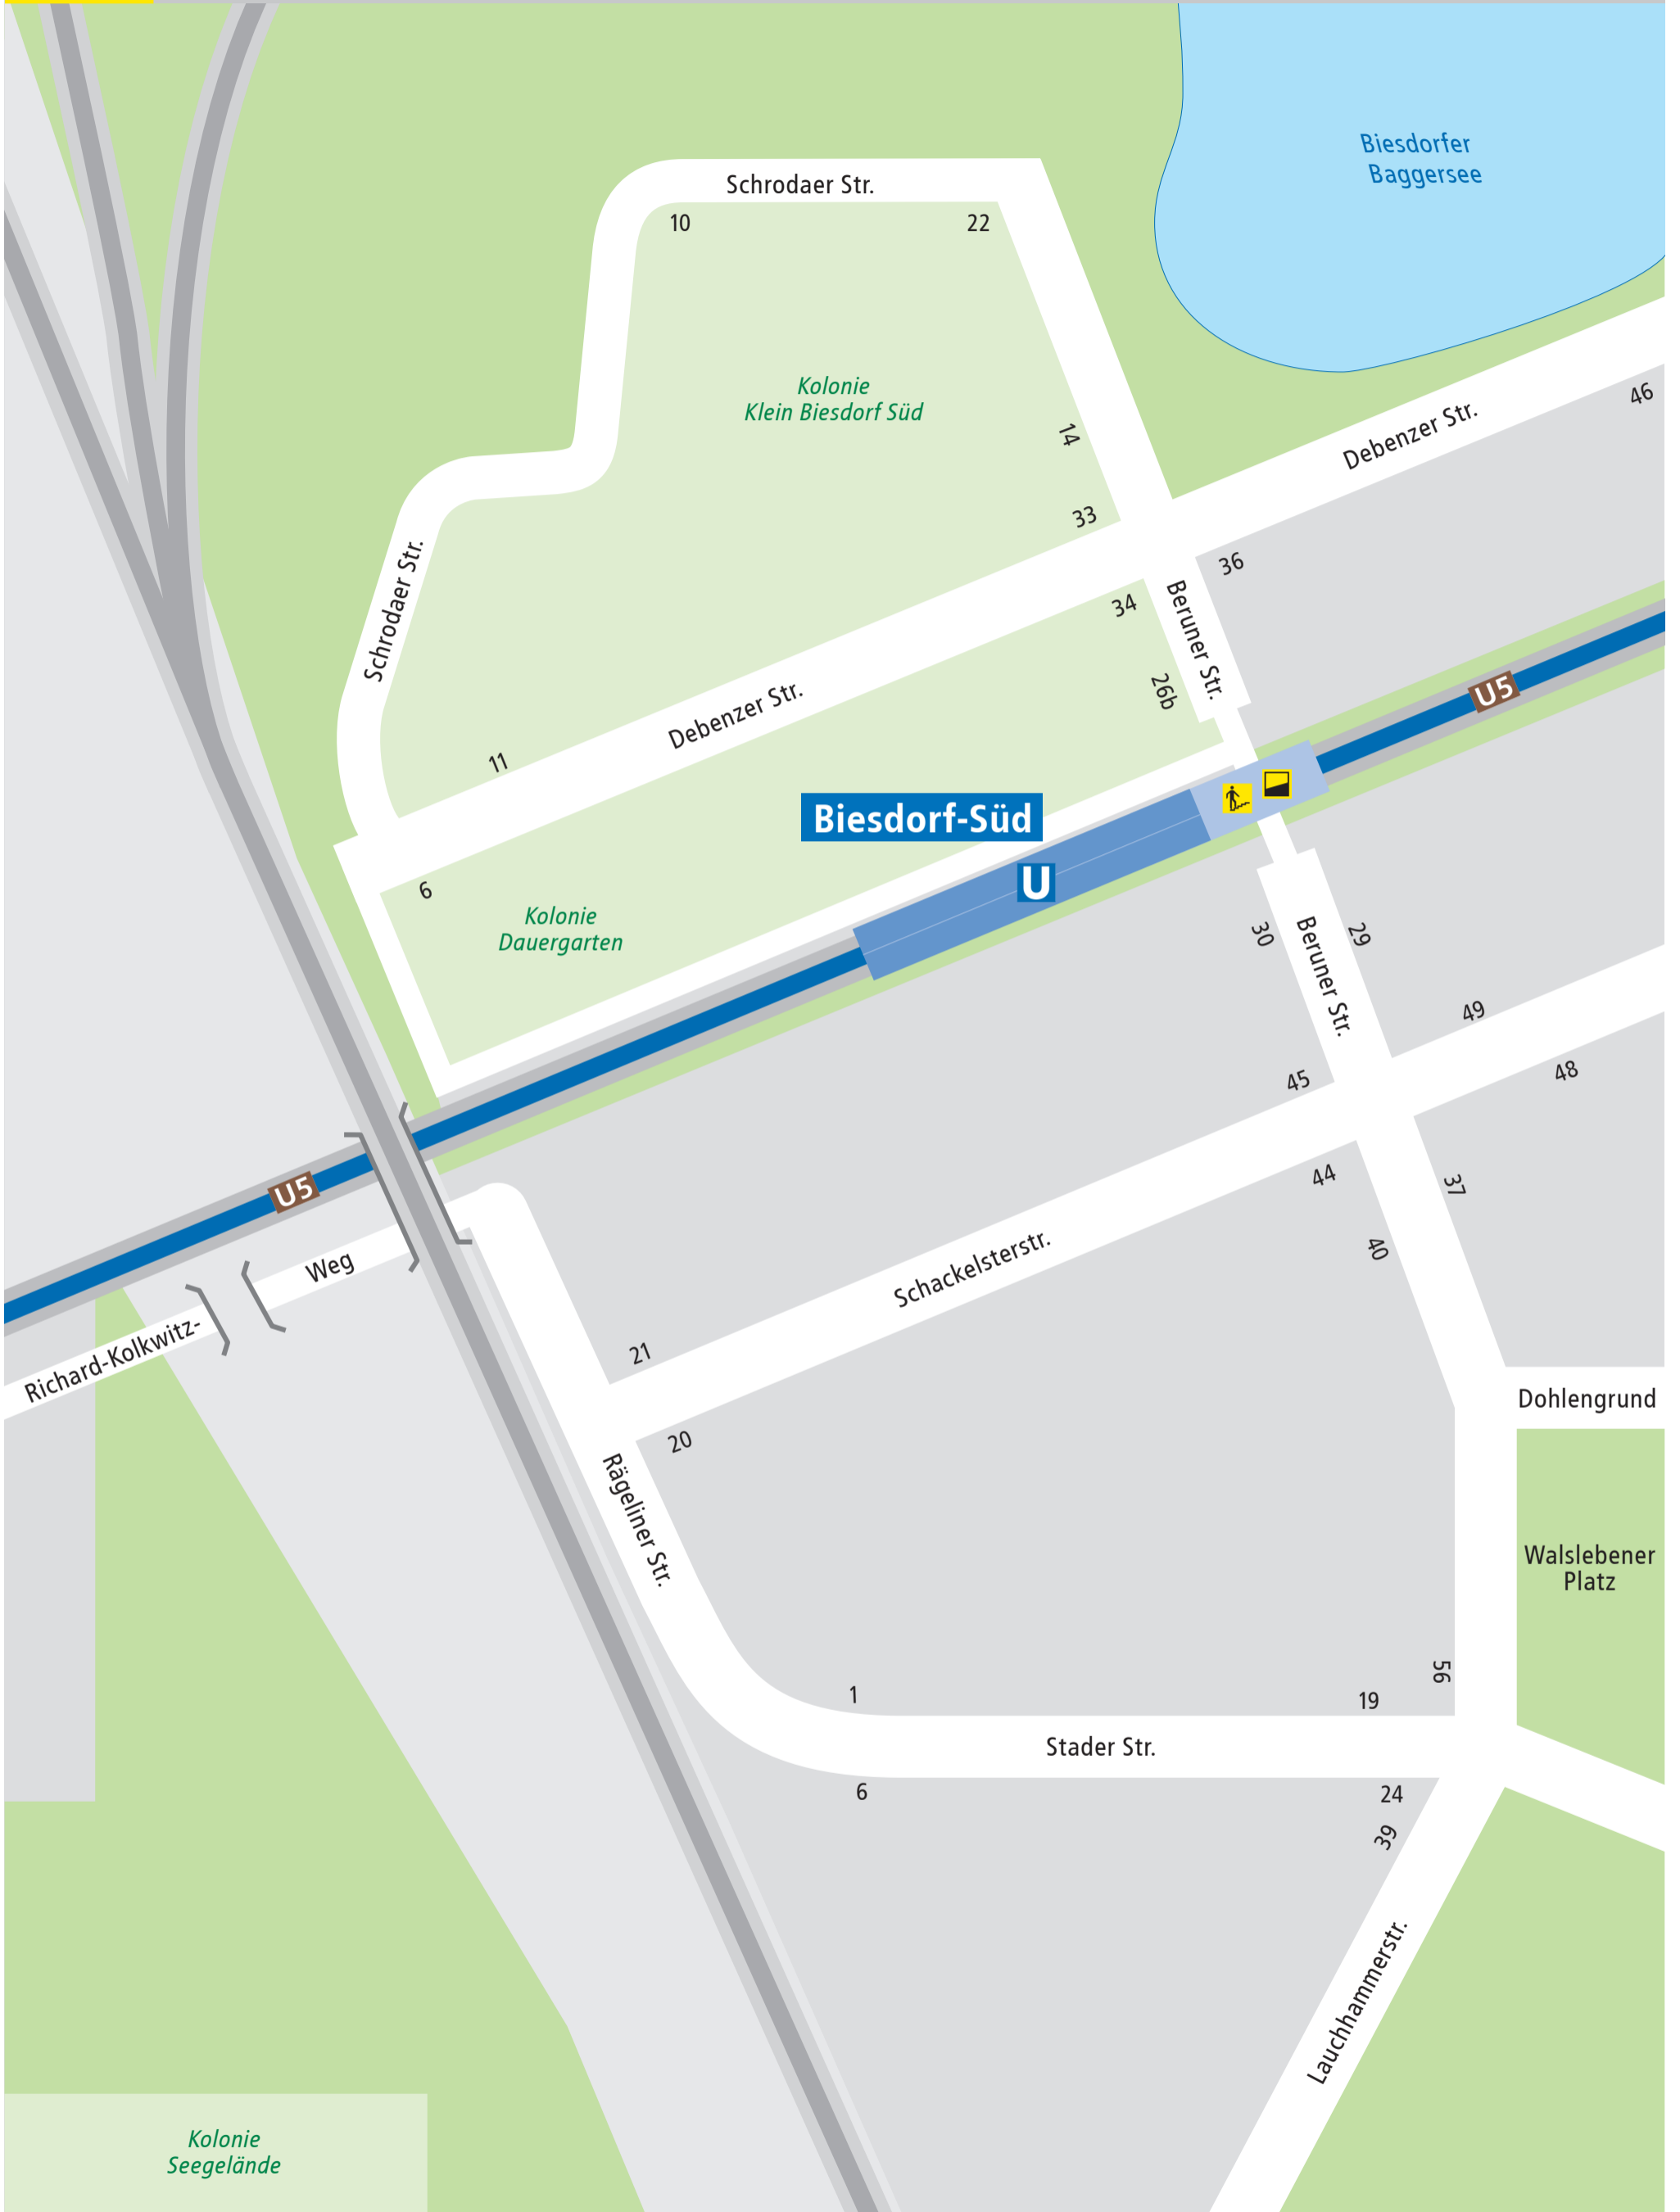 Biesdorfer
Baggersee
Schrodaer Str.
10
22
Kolonie
Klein Biesdorf Süd
14
46
Debenzer Str.
33
36
Schrodaer Str.
34
Beruner Str.
26b
U5
Debenzer Str.
11
Biesdorf-Süd
U
6
Kolonie
Dauergarten
30
29
Beruner Str.
49
48
45
44
37
40
U5
Weg
Richard-Kolkwitz-
Schackelsterstr.
21
20
Dohlengrund
Rägeliner Str.
Walslebener
Platz
56
1
19
Stader Str.
6
24
39
Lauchhammerstr.
Kolonie
Seegelände